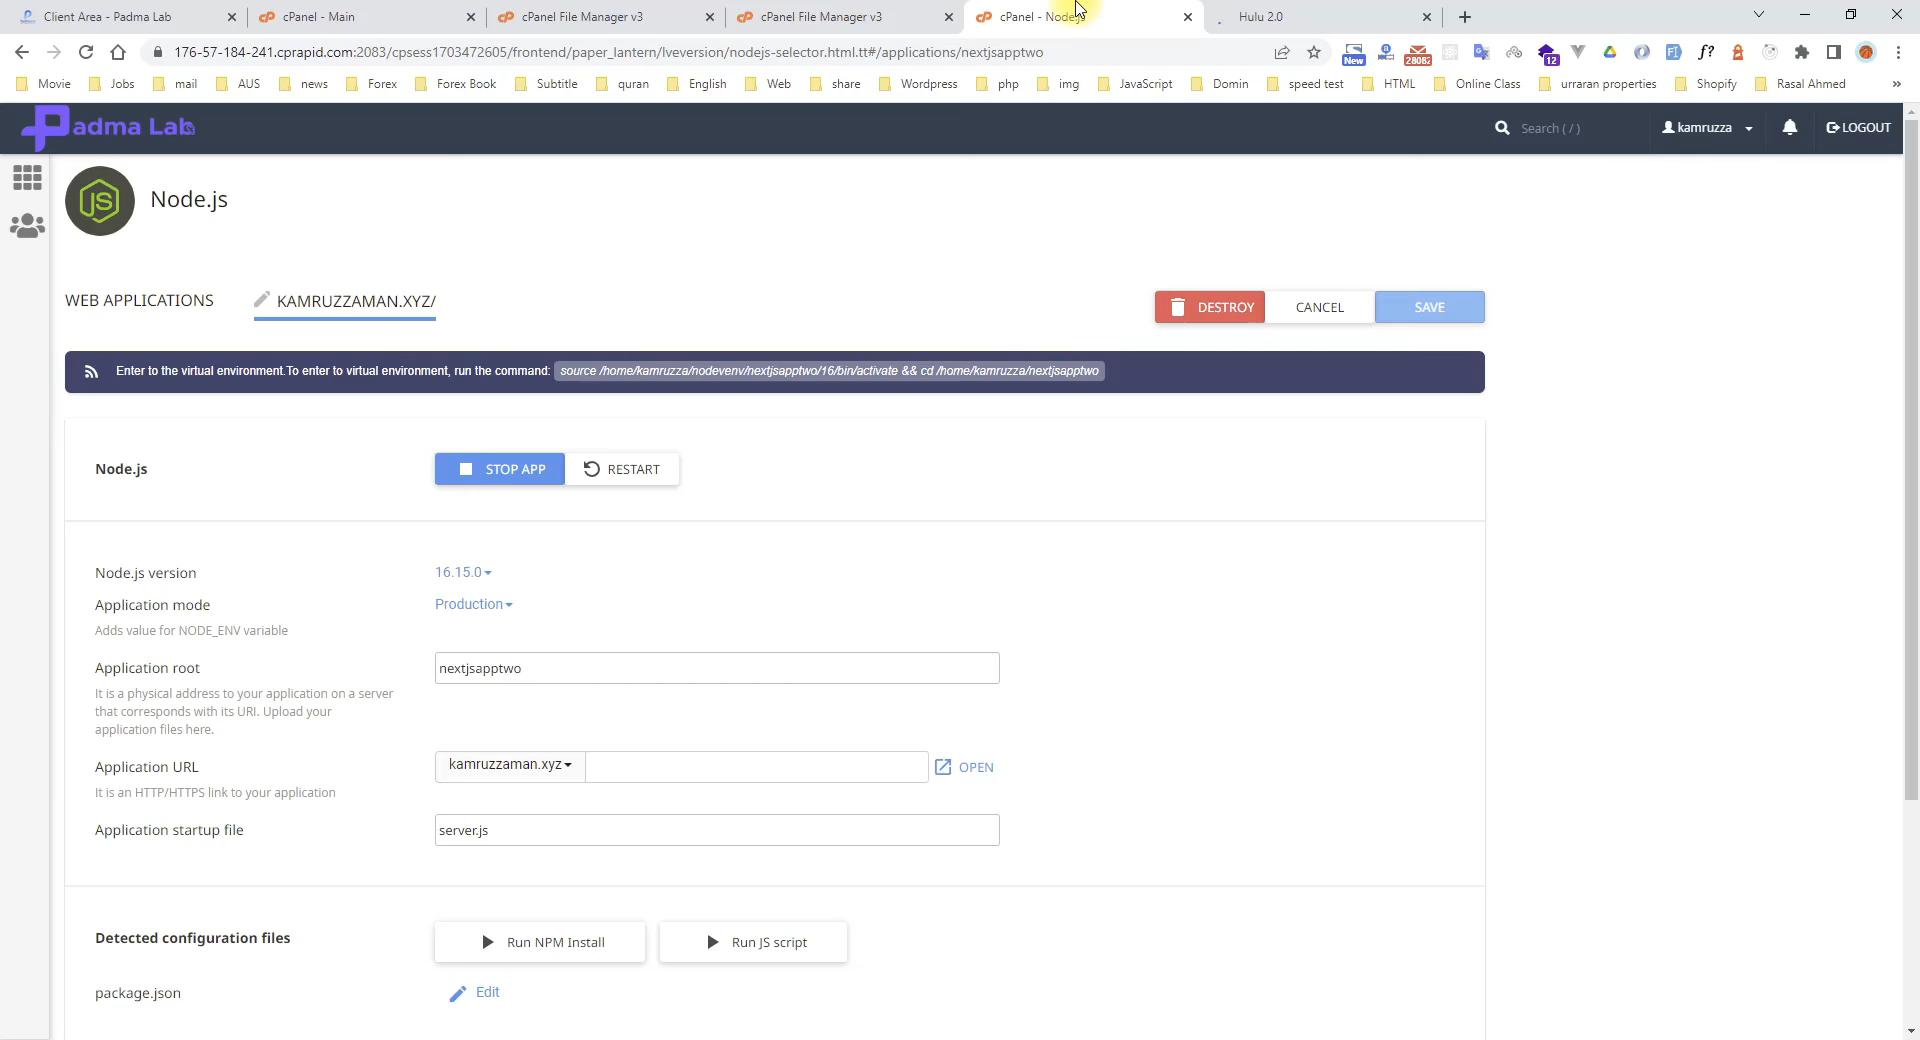 Client Area - Padma Lab
cPanel - Main
cPanel File Manager v3
cPanel File Manager v3
cPanel - Node.js
Hulu 2.0
176-57-184-241.cprapid.com:2083/cpsess1703472605/frontend/paper_lantern/lveversion/nodejs-selector.html.tt#/applications/nextjsapptwo
New
28082
12
f?
Movie
Jobs
mail
AUS
news
Forex
Forex Book
Subtitle
quran
English
Web
share
Wordpress
php
img
JavaScript
Domin
speed test
HTML
Online Class
urraran properties
Shopify
Rasal Ahmed
»
Padma Lab
Search ( / )
kamruzza
LOGOUT
JS
Node.js
WEB APPLICATIONS
KAMRUZZAMAN.XYZ/
DESTROY
CANCEL
SAVE
Enter to the virtual environment.To enter to virtual environment, run the command: source /home/kamruzza/nodevenv/nextjsapptwo/16/bin/activate && cd /home/kamruzza/nextjsapptwo
Node.js
STOP APP
RESTART
Node.js version
16.15.0
Application mode
Production
Adds value for NODE_ENV variable
Application root
nextjsapptwo
It is a physical address to your application on a server
that corresponds with its URI. Upload your
application files here.
Application URL
kamruzzaman.xyz
OPEN
It is an HTTP/HTTPS link to your application
Application startup file
server.js
Detected configuration files
Run NPM Install
Run JS script
package.json
Edit